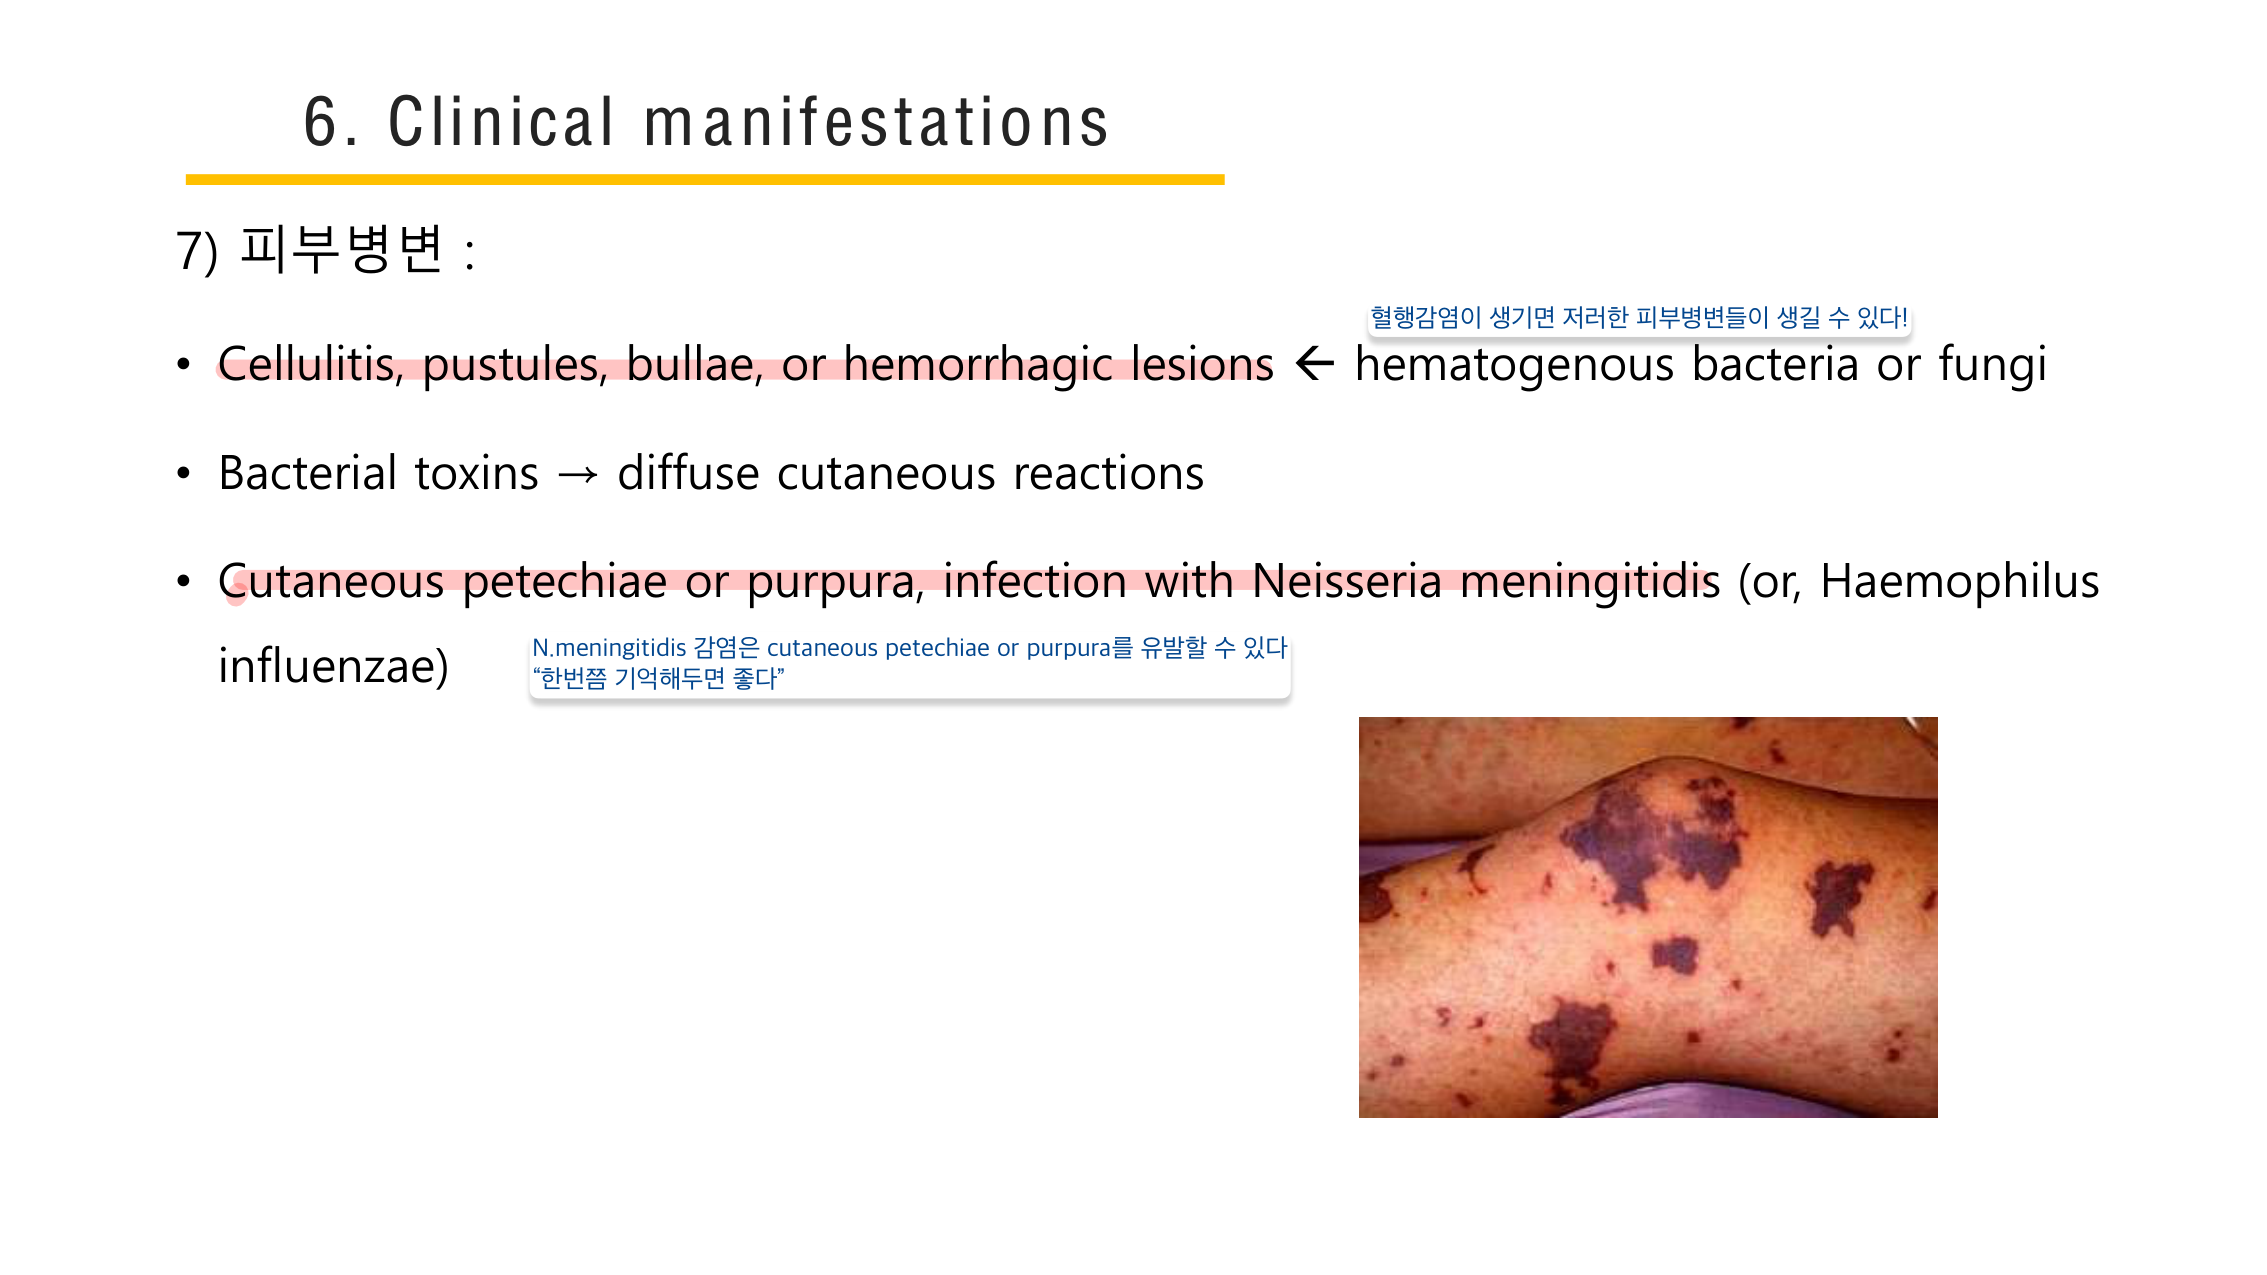 6. Clinical manifestations
7) 피부병변 :
혈행감염이 생기면 저러한 피부병변들이 생길 수 있다!
• Cellulitis, pustules, bullae, or hemorrhagic lesions ← hematogenous bacteria or fungi
• Bacterial toxins → diffuse cutaneous reactions
• Cutaneous petechiae or purpura, infection with Neisseria meningitidis (or, Haemophilus
influenzae)
N.meningitidis 감염은 cutaneous petechiae or purpura를 유발할 수 있다
“한번쯤 기억해두면 좋다”